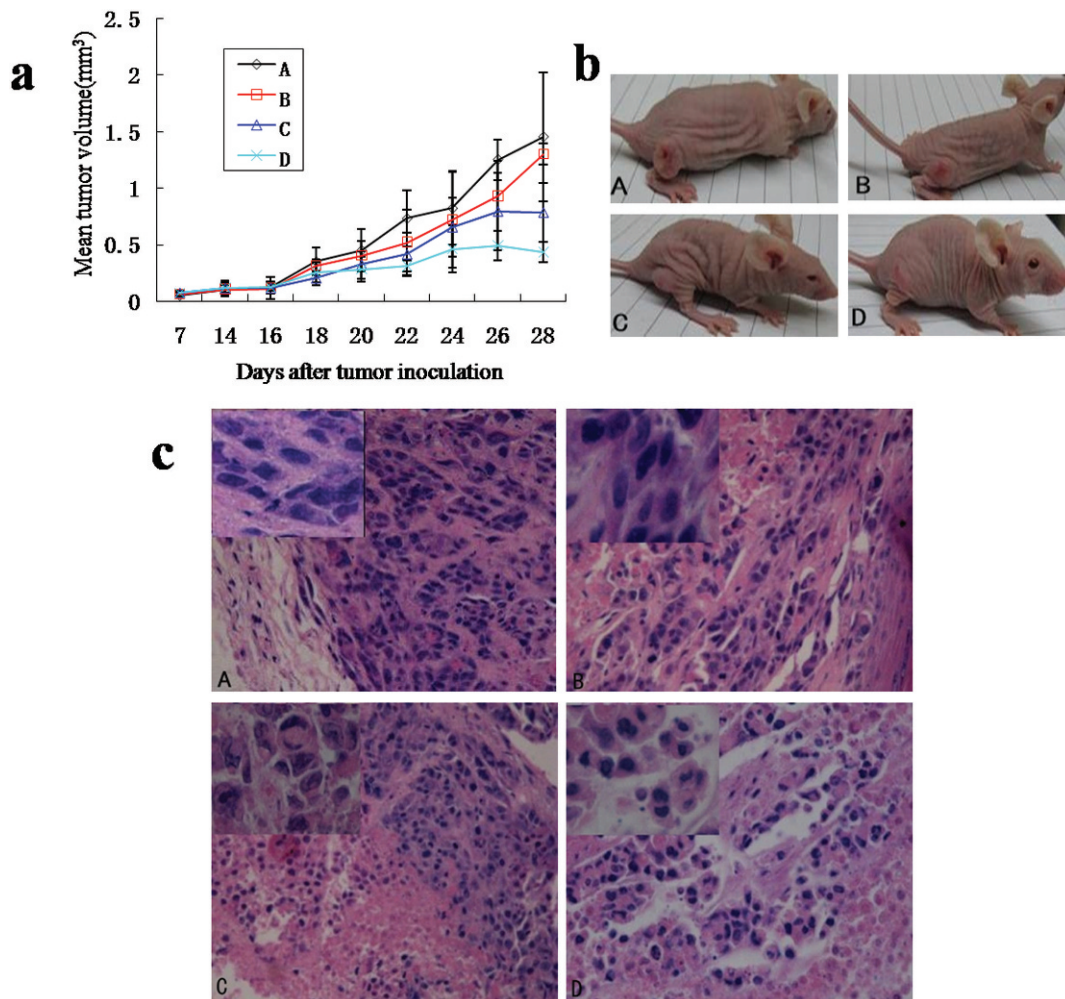 a
Mean tumor volume(mm³)
2.5
2
1.5
1
0.5
0
A
B
C
D
7 14 16 18 20 22 24 26 28
Days after tumor inoculation
b
A
B
C
D
c
A
B
C
D